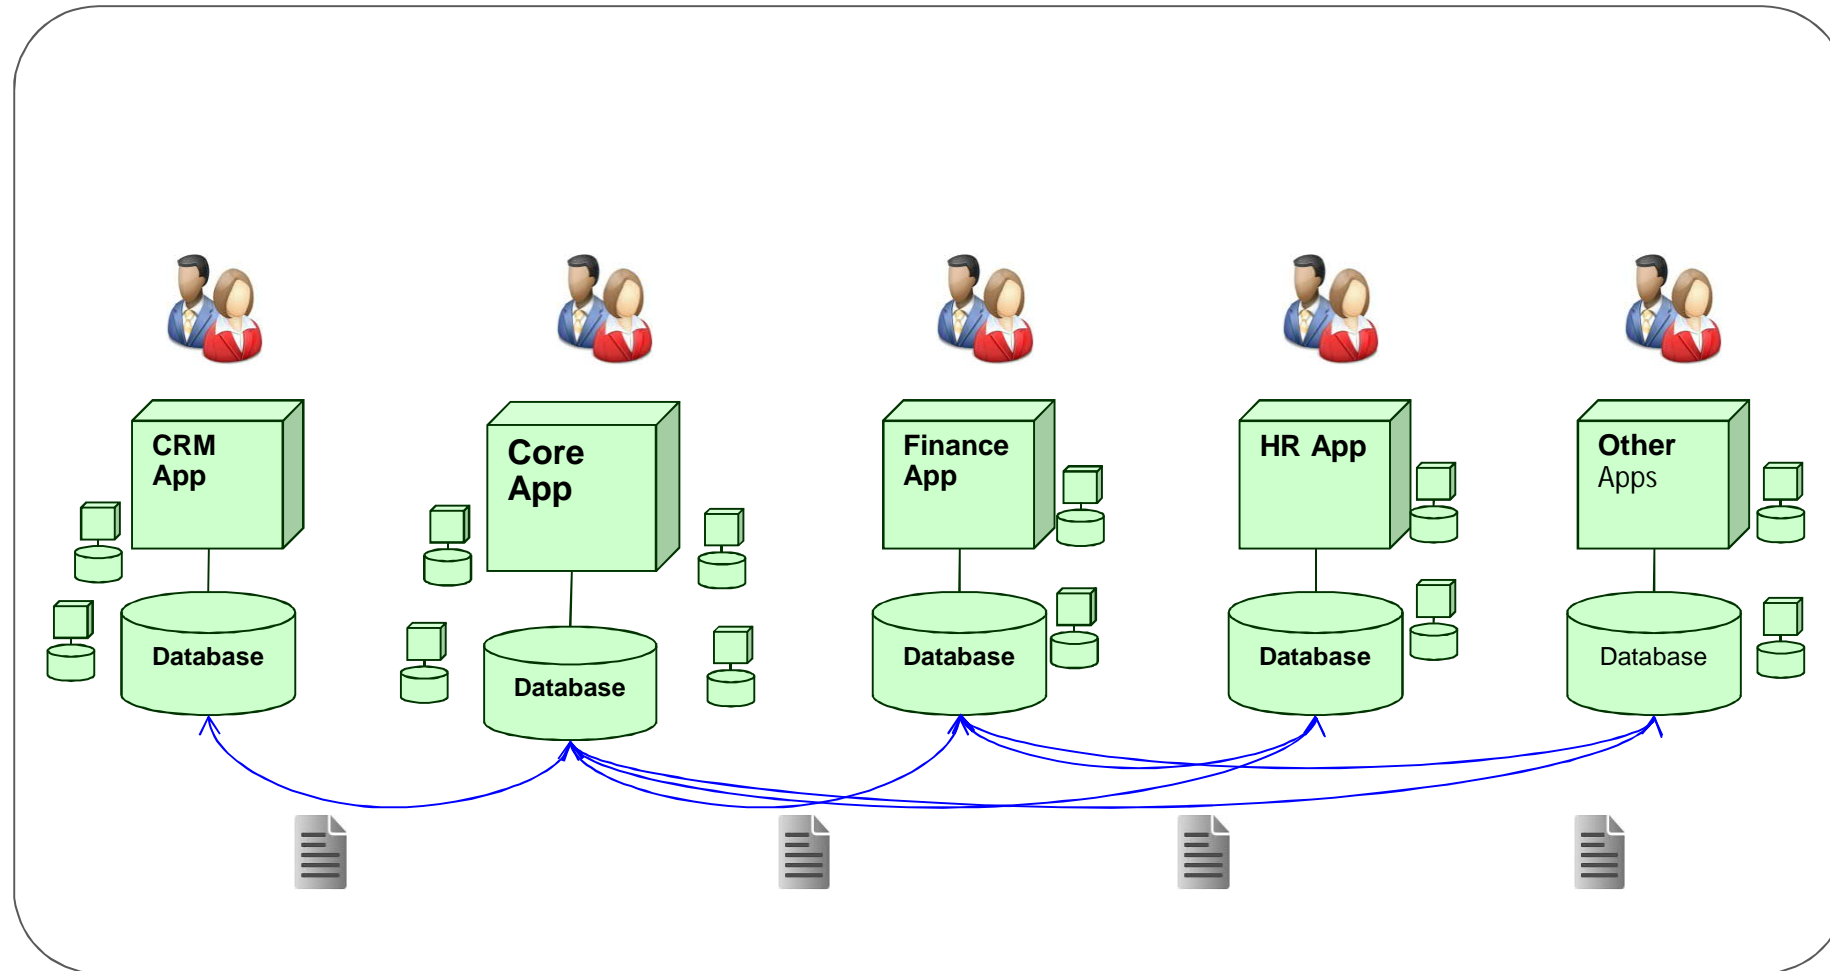 CRM
App
Core
App
Finance
App
HR App
Other
Apps
Database
Database
Database
Database
Database